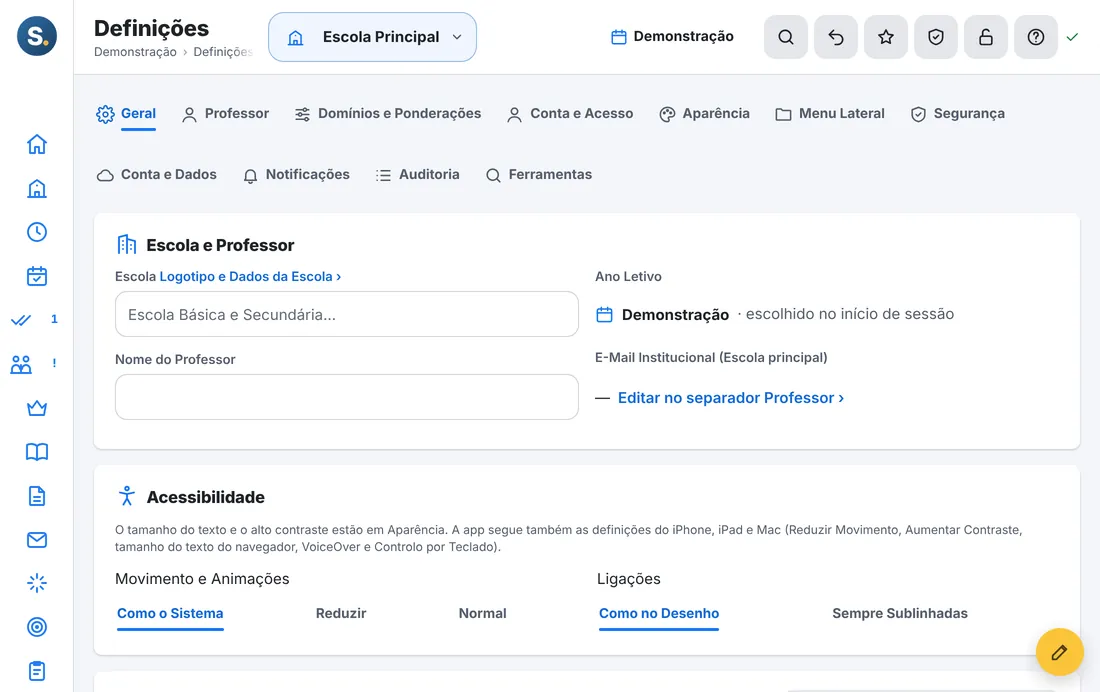 S.
Definições
Demonstração › Definições
Escola Principal
Demonstração
Geral
Professor
Domínios e Ponderações
Conta e Acesso
Aparência
Menu Lateral
Segurança
Conta e Dados
Notificações
Auditoria
Ferramentas
1
!
Escola e Professor
Escola Logotipo e Dados da Escola ›
Escola Básica e Secundária...
Ano Letivo
Demonstração · escolhido no início de sessão
Nome do Professor
E-Mail Institucional (Escola principal)
— Editar no separador Professor ›
Acessibilidade
O tamanho do texto e o alto contraste estão em Aparência. A app segue também as definições do iPhone, iPad e Mac (Reduzir Movimento, Aumentar Contraste,
tamanho do texto do navegador, VoiceOver e Controlo por Teclado).
Movimento e Animações
Como o Sistema
Reduzir
Normal
Ligações
Como no Desenho
Sempre Sublinhadas